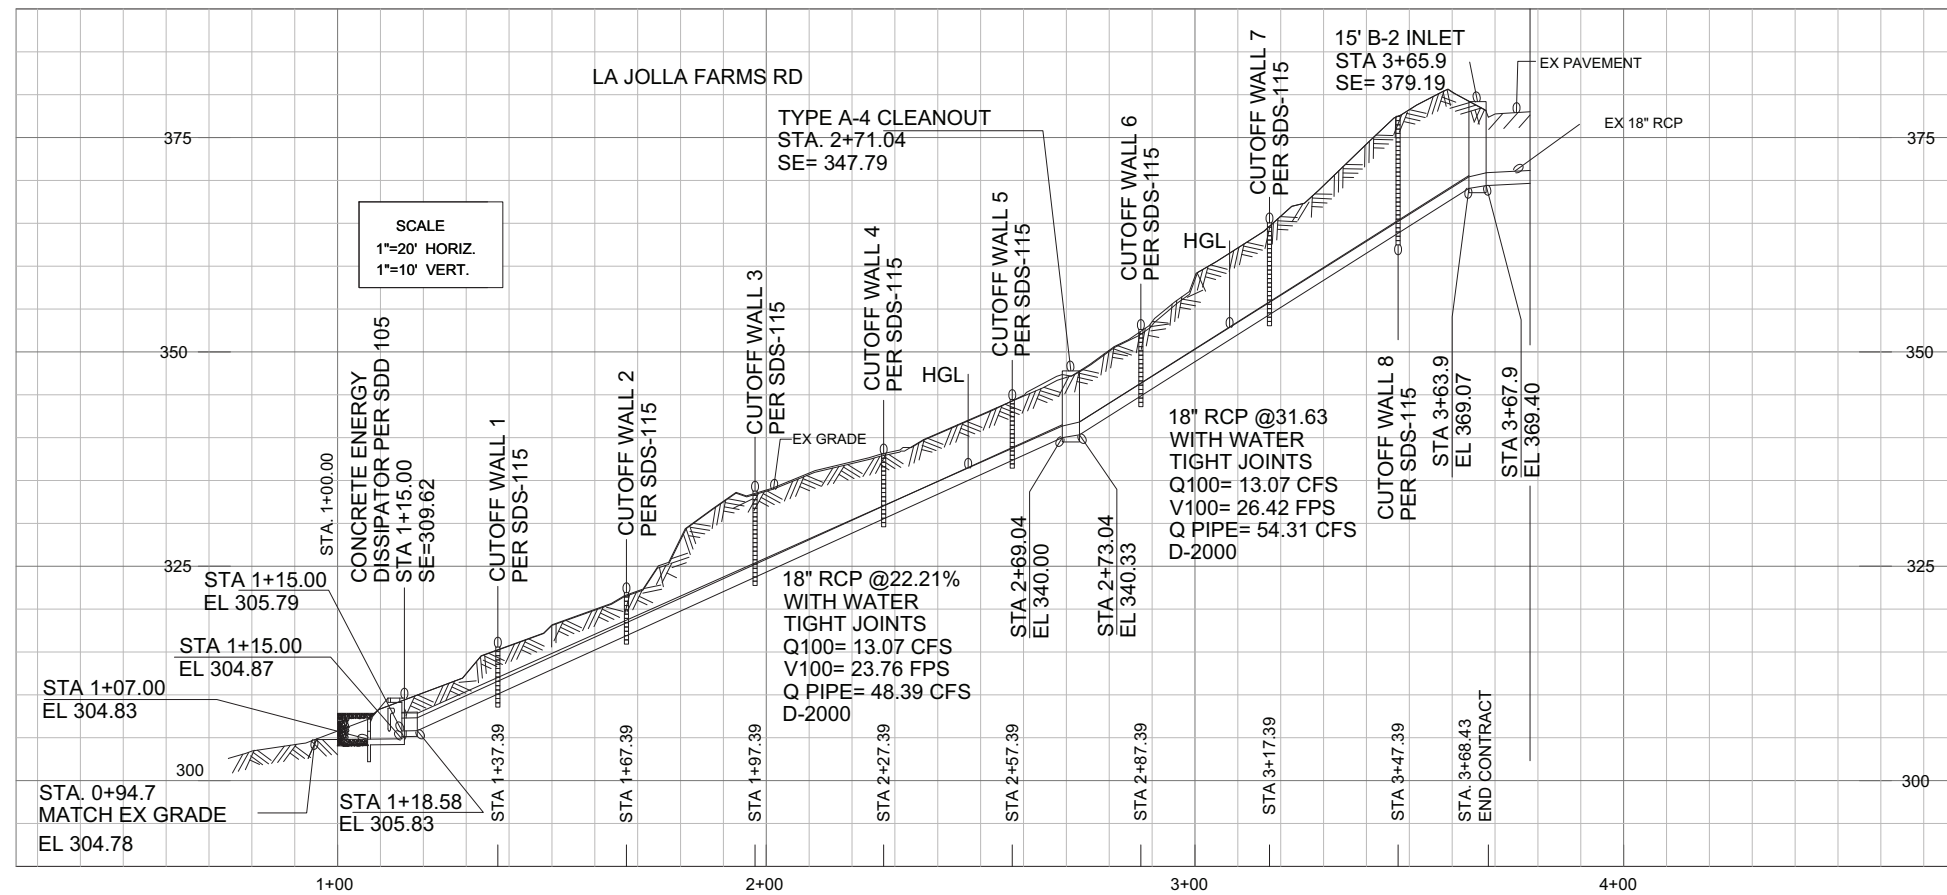 LA JOLLA FARMS RD
15' B-2 INLET
STA 3+65.9
SE= 379.19
EX PAVEMENT
EX 18" RCP
TYPE A-4 CLEANOUT
STA. 2+71.04
SE= 347.79
375
375
350
350
325
325
300
300
SCALE
1"=20' HORIZ.
1"=10' VERT.
STA. 1+00.00
CONCRETE ENERGY
DISSIPATOR PER SDD 105
STA 1+15.00
SE=309.62
CUTOFF WALL 1
PER SDS-115
CUTOFF WALL 2
PER SDS-115
CUTOFF WALL 3
PER SDS-115
CUTOFF WALL 4
PER SDS-115
CUTOFF WALL 5
PER SDS-115
CUTOFF WALL 6
PER SDS-115
CUTOFF WALL 7
PER SDS-115
CUTOFF WALL 8
PER SDS-115
EX GRADE
HGL
HGL
STA 1+15.00
EL 305.79
STA 1+15.00
EL 304.87
STA 1+07.00
EL 304.83
STA. 0+94.7
MATCH EX GRADE
EL 304.78
STA 1+18.58
EL 305.83
18" RCP @22.21%
WITH WATER
TIGHT JOINTS
Q100= 13.07 CFS
V100= 23.76 FPS
Q PIPE= 48.39 CFS
D-2000
STA 2+69.04
EL 340.00
STA 2+73.04
EL 340.33
18" RCP @31.63
WITH WATER
TIGHT JOINTS
Q100= 13.07 CFS
V100= 26.42 FPS
Q PIPE= 54.31 CFS
D-2000
STA 3+63.9
EL 369.07
STA 3+67.9
EL 369.40
STA 1+37.39
STA 1+67.39
STA 1+97.39
STA 2+27.39
STA 2+57.39
STA 2+87.39
STA 3+17.39
STA 3+47.39
STA. 3+68.43
END CONTRACT
1+00
2+00
3+00
4+00